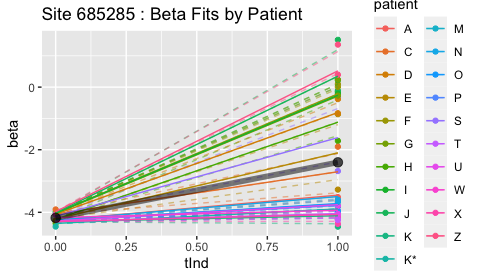 Site 685285 : Beta Fits by Patient
patient
A M
C N
D O
E P
F S
G T
H U
I W
J X
K Z
K*
beta
0
-2
-4
0.00 0.25 0.50 0.75 1.00
tInd